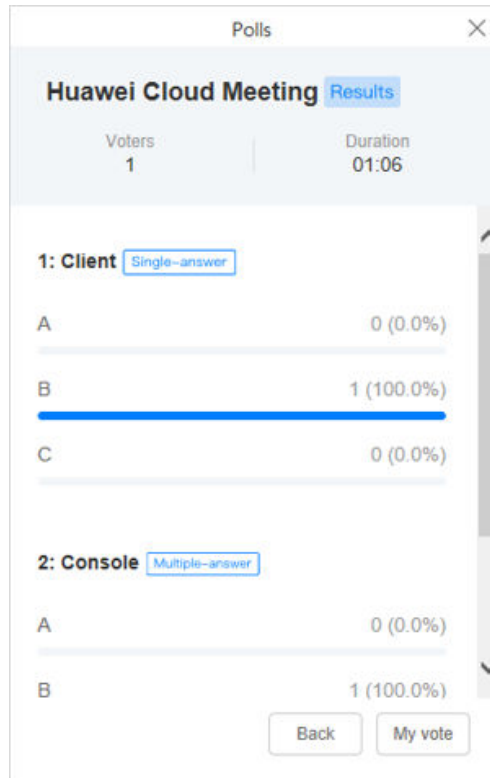 Polls
Huawei Cloud Meeting Results
Voters Duration
1 01:06
1: Client Single-answer
A 0 (0.0%)
B 1 (100.0%)
C 0 (0.0%)
2: Console Multiple-answer
A 0 (0.0%)
B 1 (100.0%)
Back My vote